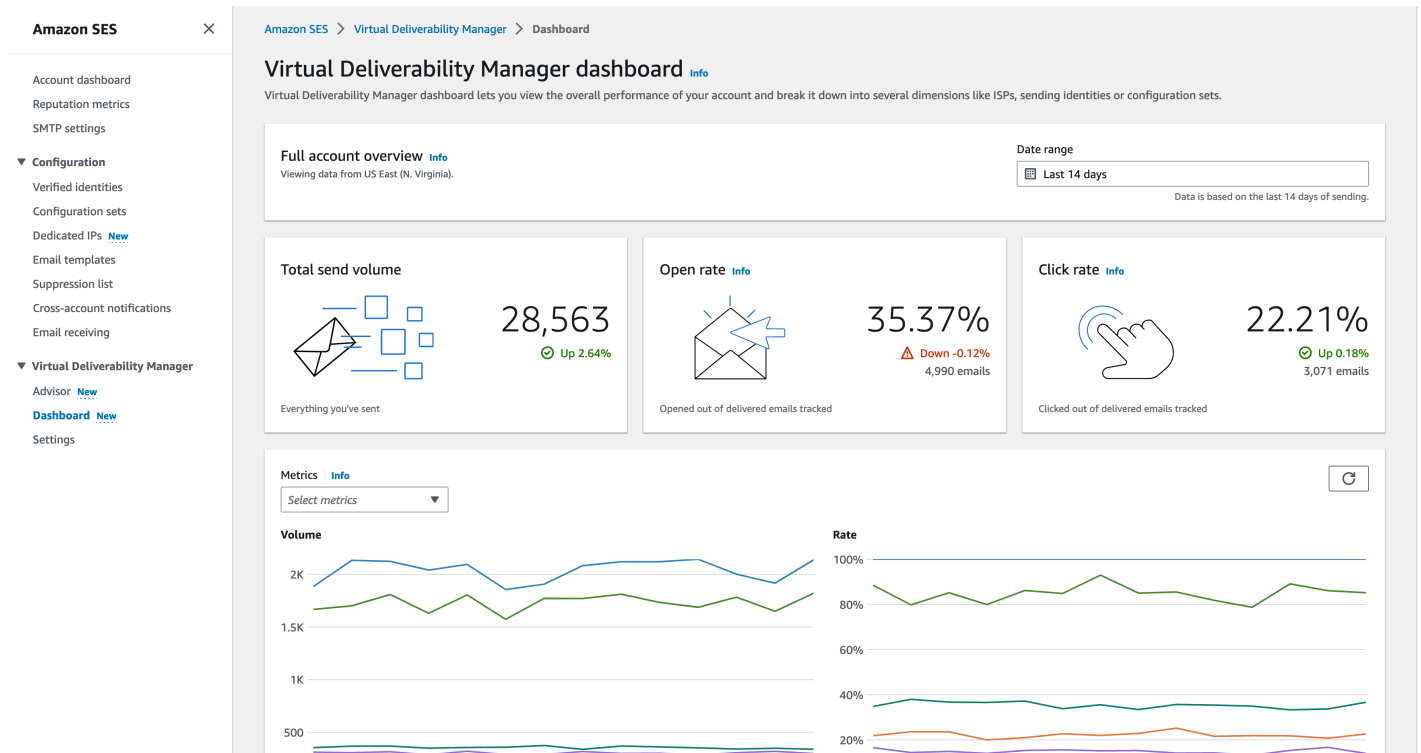 Amazon SES
Account dashboard
Reputation metrics
SMTP settings
Configuration
Verified identities
Configuration sets
Dedicated IPs New
Email templates
Suppression list
Cross-account notifications
Email receiving
Virtual Deliverability Manager
Advisor New
Dashboard New
Settings
Amazon SES > Virtual Deliverability Manager > Dashboard
Virtual Deliverability Manager dashboard Info
Virtual Deliverability Manager dashboard lets you view the overall performance of your account and break it down into several dimensions like ISPs, sending identities or configuration sets.
Full account overview Info
Viewing data from US East (N. Virginia).
Date range
Last 14 days
Data is based on the last 14 days of sending.
Total send volume
28,563
Up 2.64%
Everything you've sent
Open rate Info
35.37%
Down -0.12%
4,990 emails
Opened out of delivered emails tracked
Click rate Info
22.21%
Up 0.18%
3,071 emails
Clicked out of delivered emails tracked
Metrics Info
Select metrics
Volume
2K
1.5K
1K
500
Rate
100%
80%
60%
40%
20%